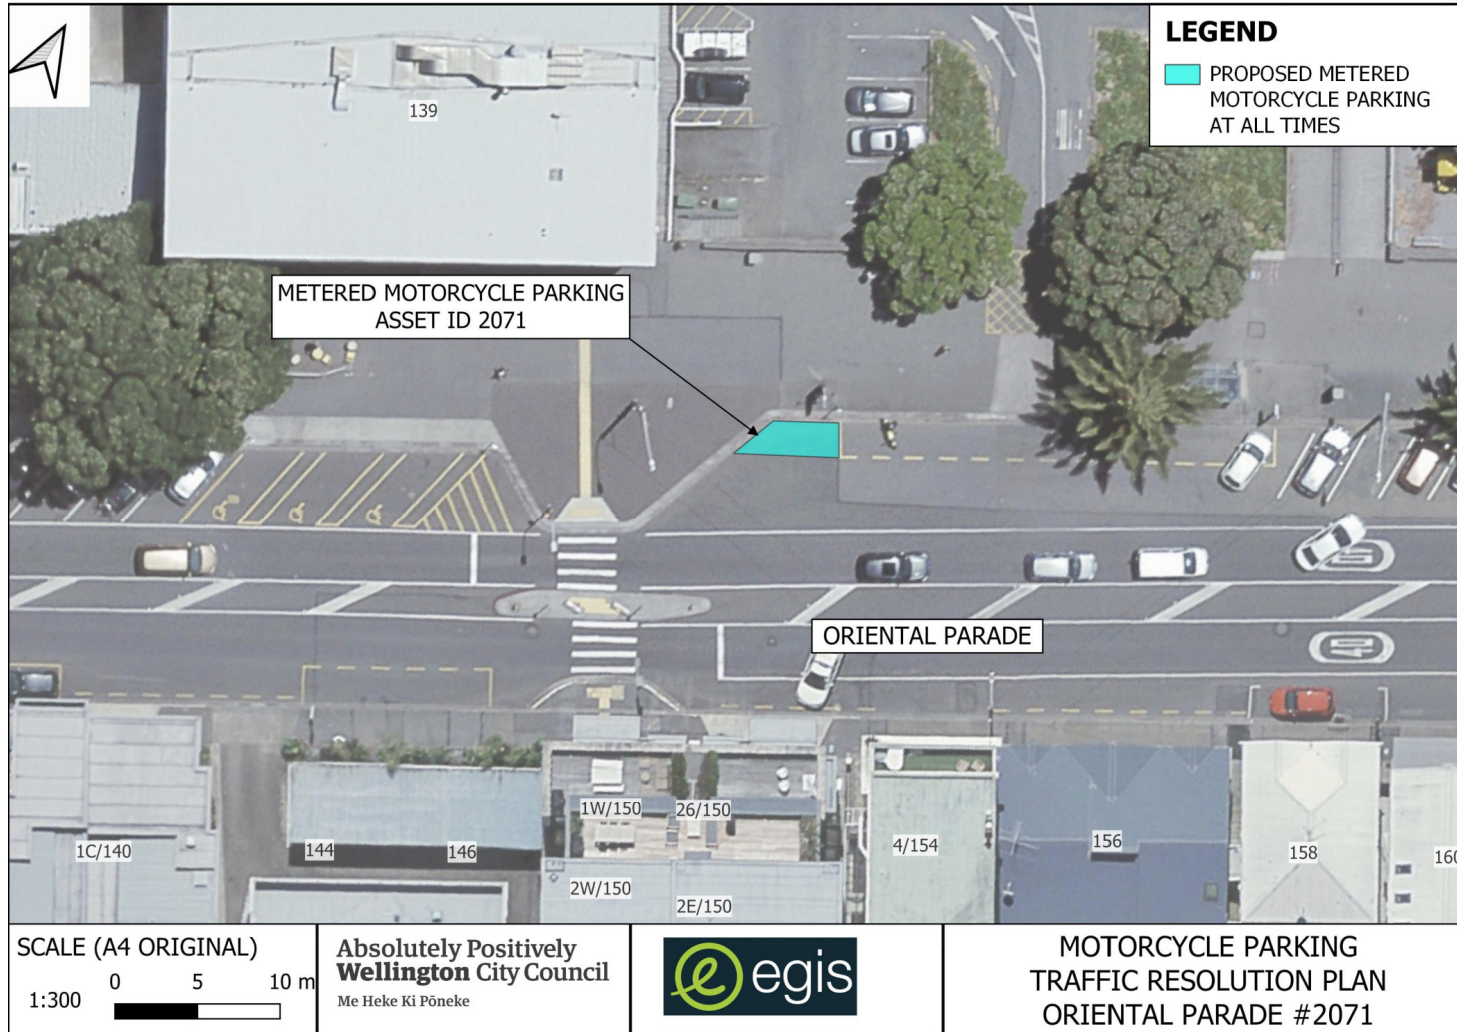 LEGEND
PROPOSED METERED
MOTORCYCLE PARKING
AT ALL TIMES
139
METERED MOTORCYCLE PARKING
ASSET ID 2071
ORIENTAL PARADE
1W/150
26/150
1C/140
144
146
4/154
156
158
160
2W/150
2E/150
SCALE (A4 ORIGINAL)
0 5 10 m
1:300
Absolutely Positively
Wellington City Council
Me Heke Ki Pōneke
egis
MOTORCYCLE PARKING
TRAFFIC RESOLUTION PLAN
ORIENTAL PARADE #2071